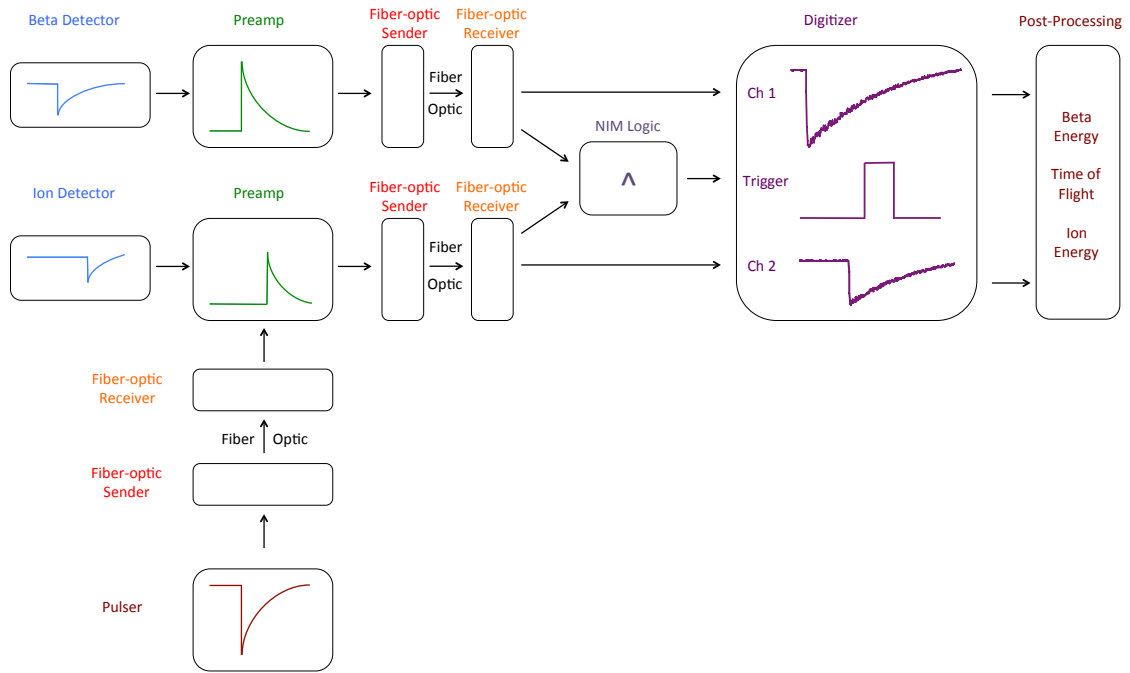 Beta Detector
Preamp
Fiber-optic
Sender
Fiber-optic
Receiver
Digitizer
Post-Processing
Fiber
Optic
Ch 1
NIM Logic
^
Beta
Energy
Time of
Flight
Ion
Energy
Trigger
Ion Detector
Preamp
Fiber-optic
Sender
Fiber-optic
Receiver
Fiber
Optic
Ch 2
Fiber-optic
Receiver
Fiber Optic
Fiber-optic
Sender
Pulser